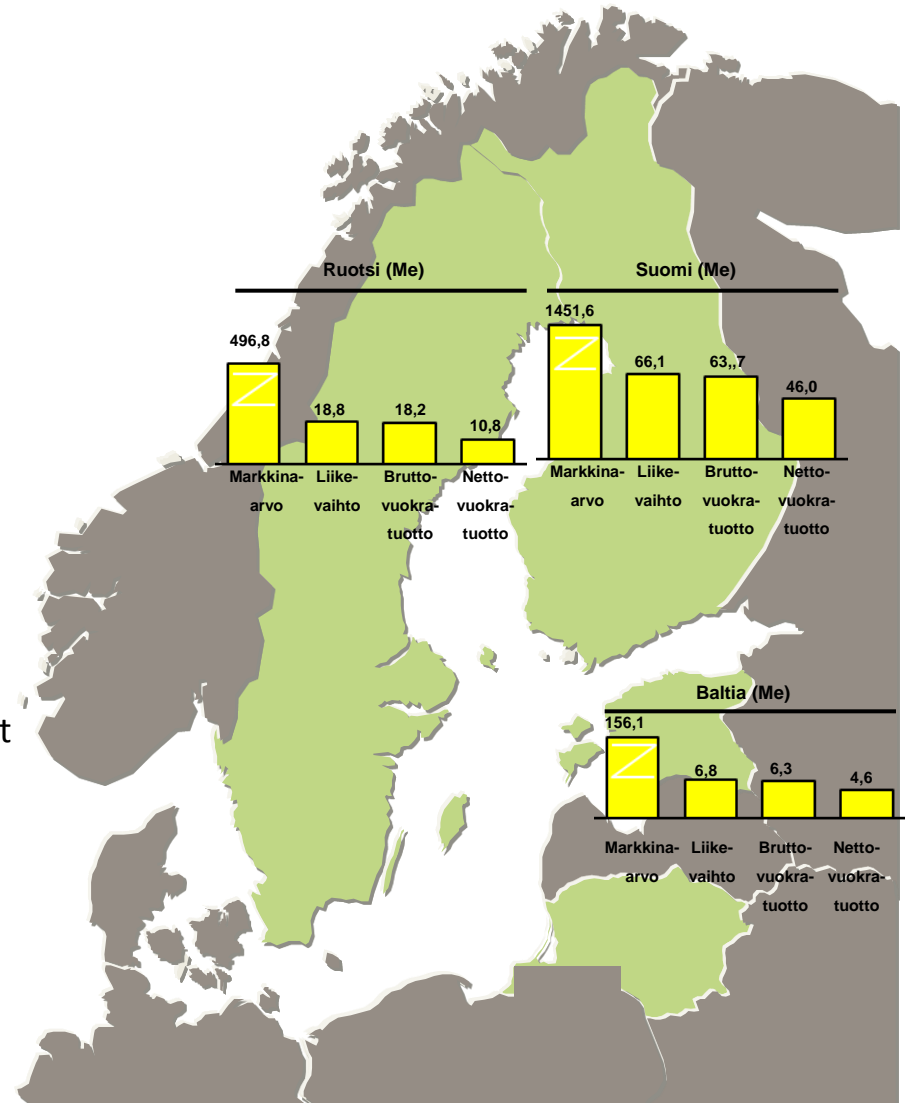 Ruotsi (Me)
496,8
18,8
18,2
10,8
Markkina-
arvo
Liike-
vaihto
Brutto-
vuokra-
tuotto
Netto-
vuokra-
tuotto
Suomi (Me)
1451,6
66,1
63,,7
46,0
Markkina-
arvo
Liike-
vaihto
Brutto-
vuokra-
tuotto
Netto-
vuokra-
tuotto
t
Baltia (Me)
156,1
6,8
6,3
4,6
Markkina-
arvo
Liike-
vaihto
Brutto-
vuokra-
tuotto
Netto-
vuokra-
tuotto